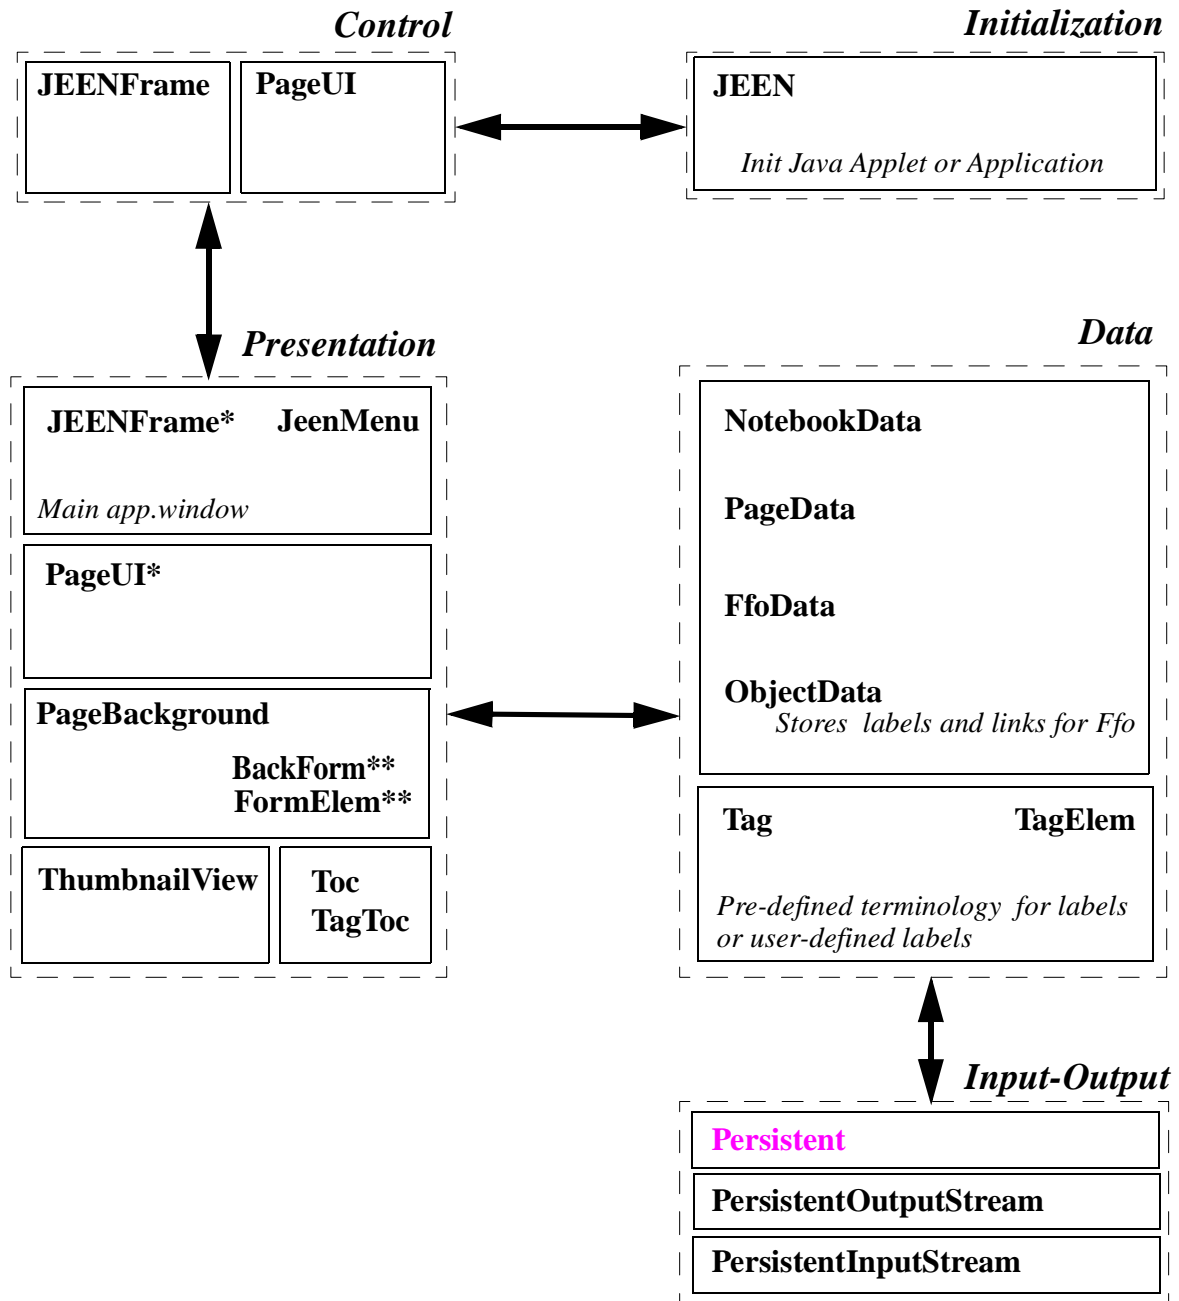 Control
JEENFrame
PageUI
Initialization
JEEN
Init Java Applet or Application
Presentation
JEENFrame* JeenMenu
Main app.window
PageUI*
PageBackground
BackForm**
FormElem**
ThumbnailView
Toc
TagToc
Data
NotebookData
PageData
FfoData
ObjectData
Stores labels and links for Ffo
Tag TagElem
Pre-defined terminology for labels
or user-defined labels
Input-Output
Persistent
PersistentOutputStream
PersistentInputStream